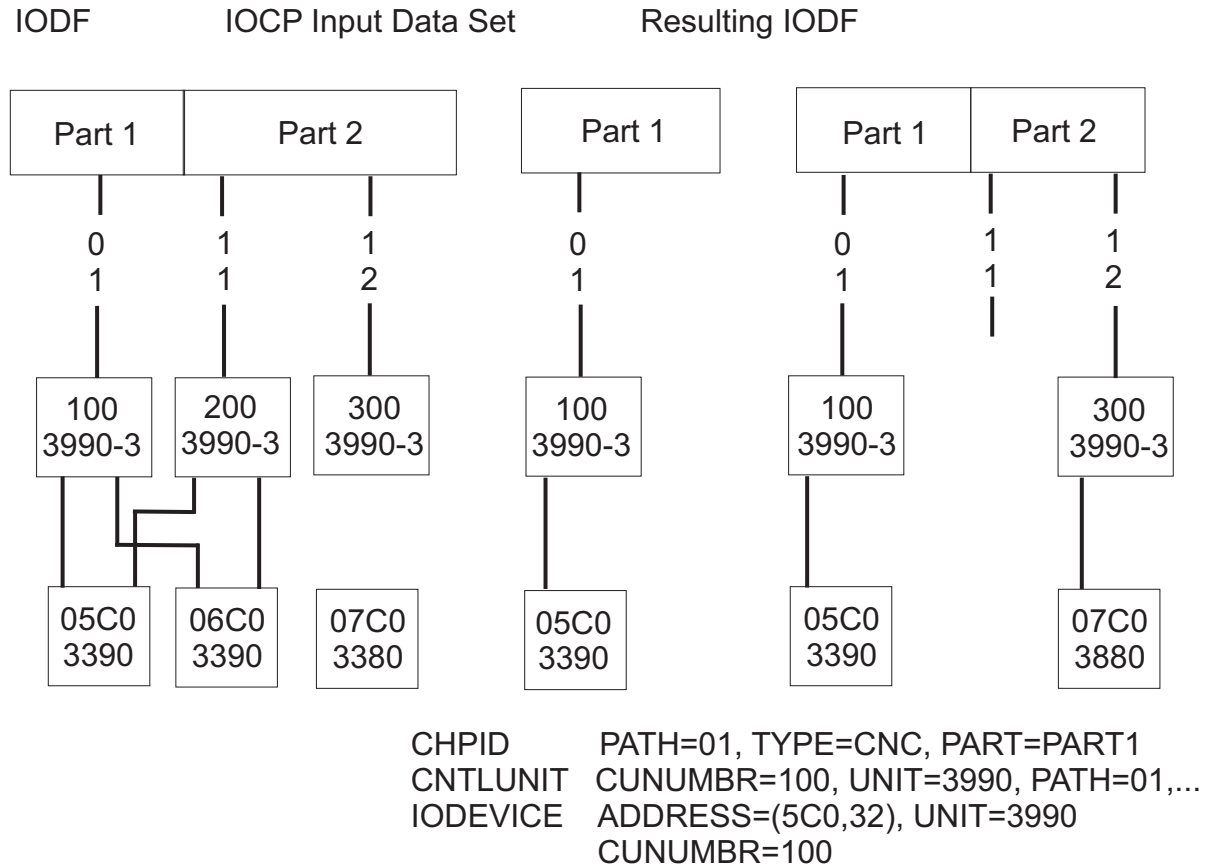 IODF IOCP Input Data Set Resulting IODF
Part 1 Part 2 Part 1 Part 1 Part 2
0 1 1 0 0 1 1
1 1 2 1 1 1 2
100 200 300 100 100 300
3990-3 3990-3 3990-3 3990-3 3990-3 3990-3
05C0 06C0 07C0 05C0 05C0 07C0
3390 3390 3380 3390 3390 3880
CHPID PATH=01, TYPE=CNC, PART=PART1
CNTLUNIT CUNUMBR=100, UNIT=3990, PATH=01,...
IODEVICE ADDRESS=(5C0,32), UNIT=3990
CUNUMBR=100